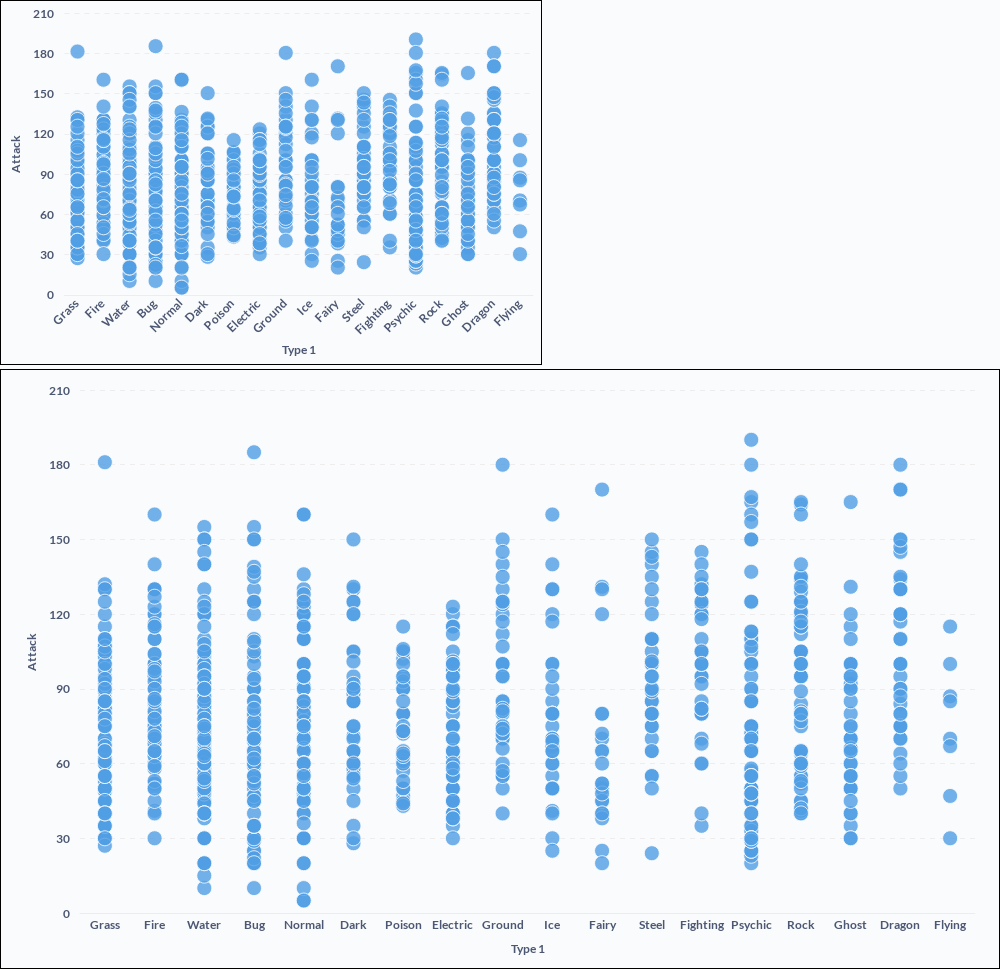 210
180
150
120
90
60
30
0
Attack
Grass Fire Water Bug Normal Dark Poison Electric Ground Ice Fairy Steel Fighting Psychic Rock Ghost Dragon Flying
Type 1
210
180
150
120
90
60
30
0
Attack
Grass Fire Water Bug Normal Dark Poison Electric Ground Ice Fairy Steel Fighting Psychic Rock Ghost Dragon Flying
Type 1